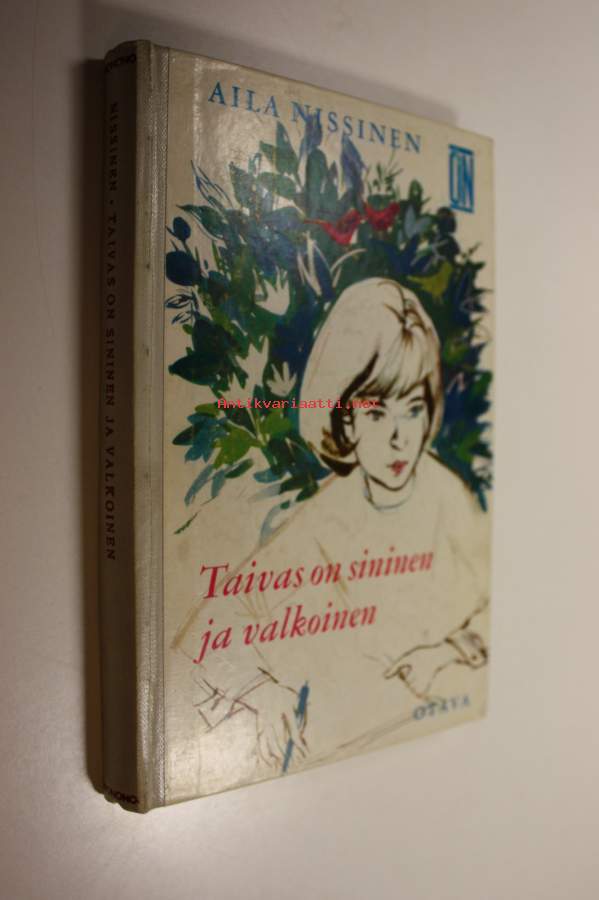 AILA NISSINEN
ON
NISSINEN • TAIVAS ON SININEN JA VALKOINEN
Antikvariaatti.net
Taivas on sininen
ja valkoinen
OTAVA